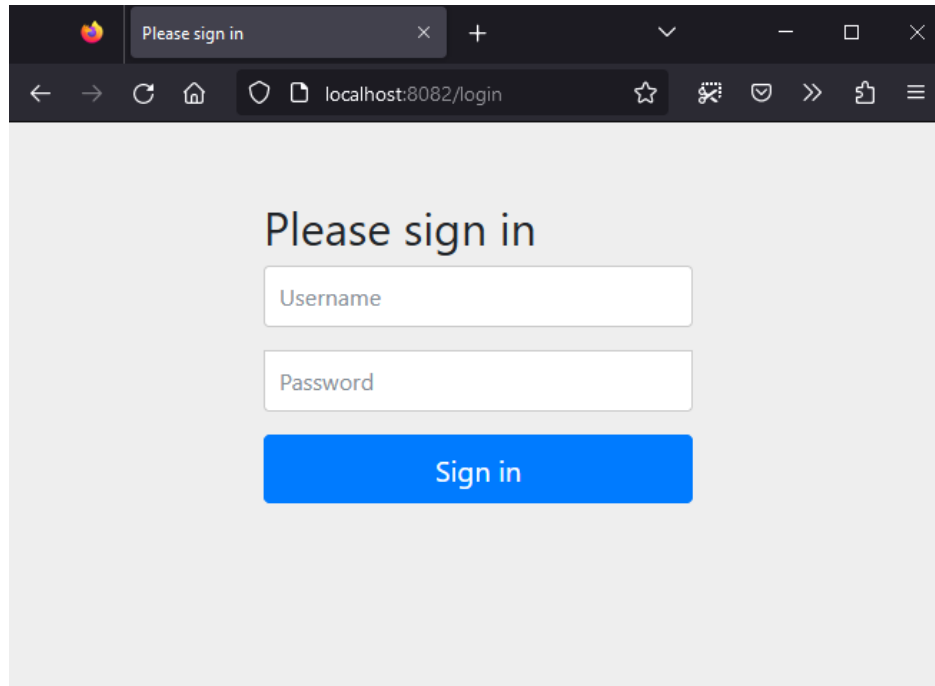 Please sign in
localhost:8082/login
Please sign in
Username
Password
Sign in